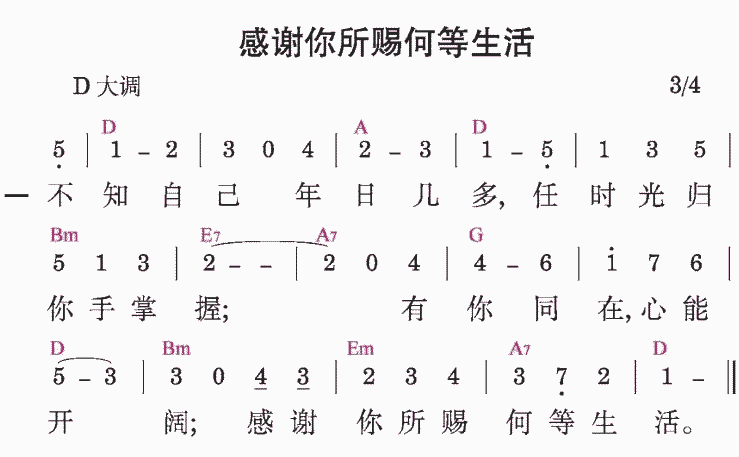 感谢你所赐何等生活
D 大调 3/4
D A D
5 | 1 – 2 | 3 0 4 | 2 – 3 | 1 – 5 | 1 3 5 |
一 不知自己年日几多,任时光归
Bm E7 A7 G
5 1 3 | 2 – – | 2 0 4 | 4 – 6 | 1 7 6 |
你手掌握;有你同在,心能
D Bm Em A7 D
5 – 3 | 3 0 4 3 | 2 3 4 | 3 7 2 | 1 – ‖
开阔;感谢你所赐何等生活。